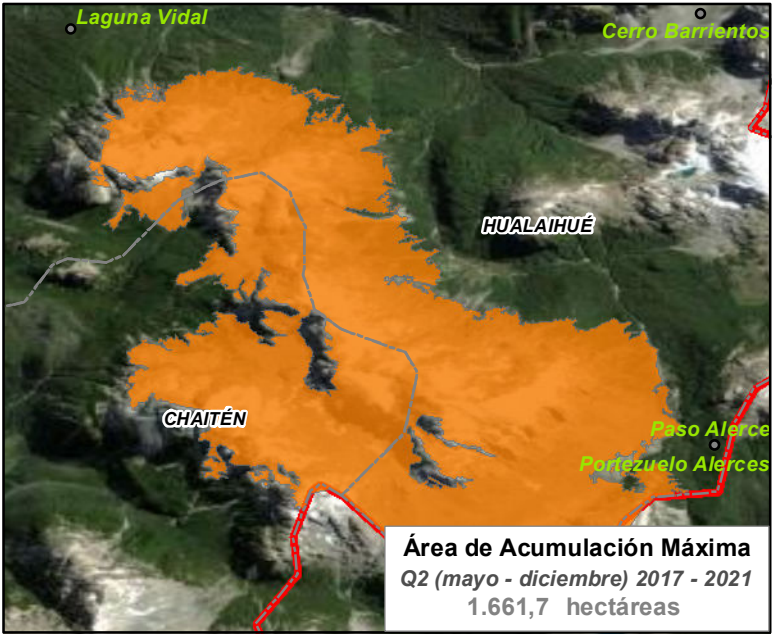 Laguna Vidal
Cerro Barrientos
HUALAIHUÉ
CHAITÉN
Paso Alerce
Portezuelo Alerces
Área de Acumulación Máxima
Q2 (mayo - diciembre) 2017 - 2021
1.661,7 hectáreas